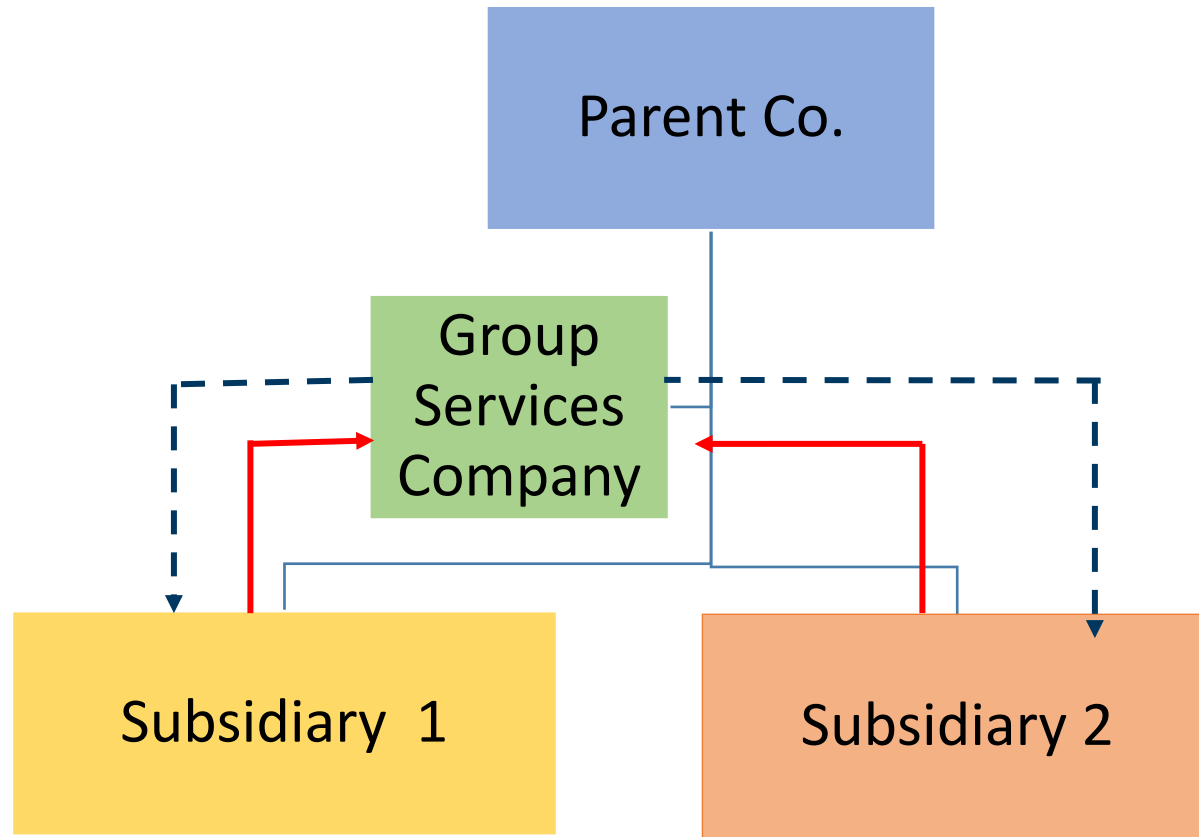 Parent Co.
Group
Services
Company
Subsidiary  1
Subsidiary 2